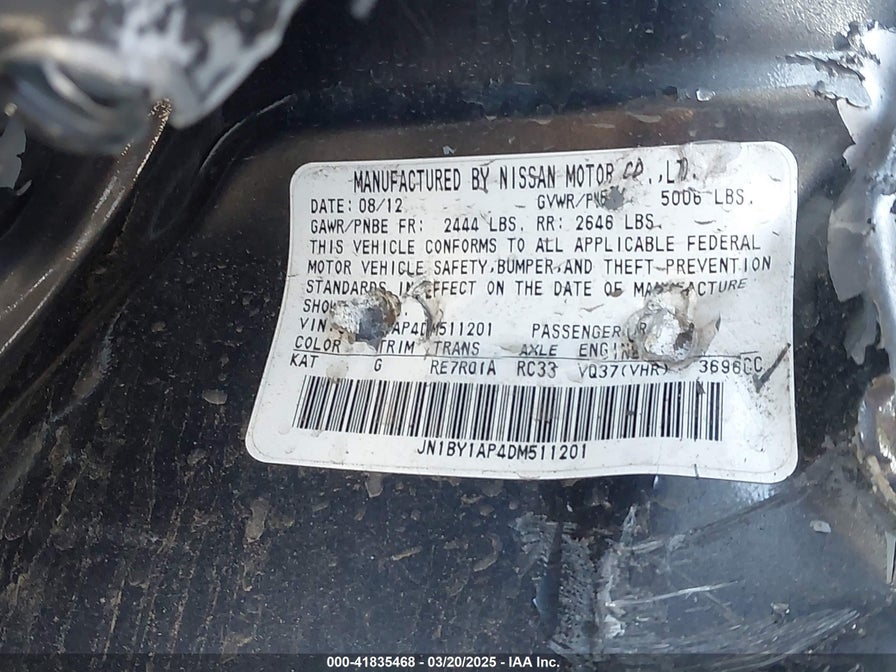 MANUFACTURED BY NISSAN MOTOR CO.,LTD.
DATE: 08/12 GVWR/PNB 5006 LBS.
GAWR/PNBE FR: 2444 LBS. RR: 2646 LBS.
THIS VEHICLE CONFORMS TO ALL APPLICABLE FEDERAL
MOTOR VEHICLE SAFETY, BUMPER, AND THEFT PREVENTION
STANDARDS IN EFFECT ON THE DATE OF MANUFACTURE
VIN AP4DM511201 PASSENGER
COLOR TRIM TRANS AXLE ENGINE
KAT G RE7R01A RC33 VQ37(VHR) 3696CC
JN1BY1AP4DM511201
000-41835468 - 03/20/2025 - IAA Inc.